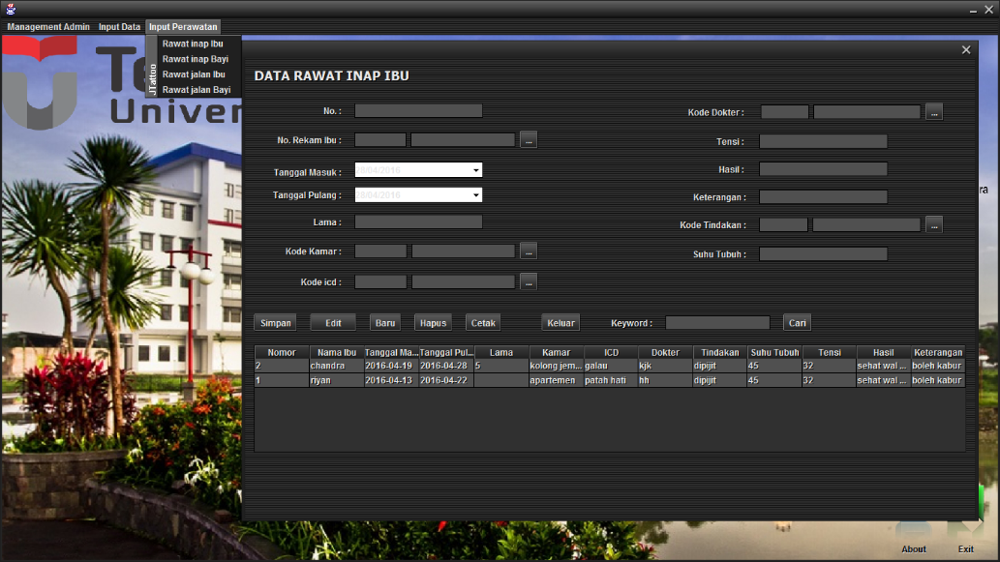 Management Admin Input Data Input Perawatan
Rawat inap Ibu
Rawat inap Bayi
Rawat jalan Ibu
Rawat jalan Bayi
JTattoo
Univer
DATA RAWAT INAP IBU
No. :
No. Rekam Ibu : ...
Tanggal Masuk : 28/04/2016
Tanggal Pulang : 28/04/2016
Lama :
Kode Kamar : ...
Kode icd : ...
Kode Dokter : ...
Tensi :
Hasil :
Keterangan :
Kode Tindakan : ...
Suhu Tubuh :
ra
Simpan Edit Baru Hapus Cetak Keluar Keyword : Cari
Nomor Nama Ibu Tanggal Ma... Tanggal Pul... Lama Kamar ICD Dokter Tindakan Suhu Tubuh Tensi Hasil Keterangan
2 chandra 2016-04-19 2016-04-28 5 kolong jem... galau kjk dipijit 45 32 sehat wal ... boleh kabur
1 riyan 2016-04-13 2016-04-22 apartemen patah hati hh dipijit 45 32 sehat wal ... boleh kabur
About Exit